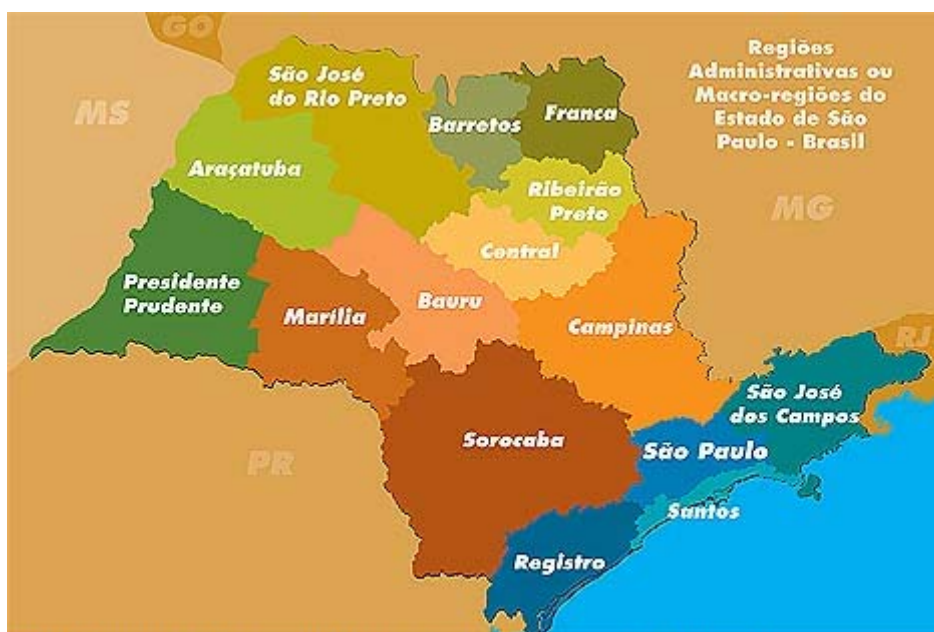 GO
Regiões
Administrativas ou
Macro-regiões do
Estado de São
Paulo - Brasil
São José
do Rio Preto
MS
Barretos
Franca
Araçatuba
Ribeirão
Preto
MG
Central
Presidente
Prudente
Marília
Bauru
Campinas
RJ
São José
dos Campos
Sorocaba
São Paulo
PR
Santos
Registro